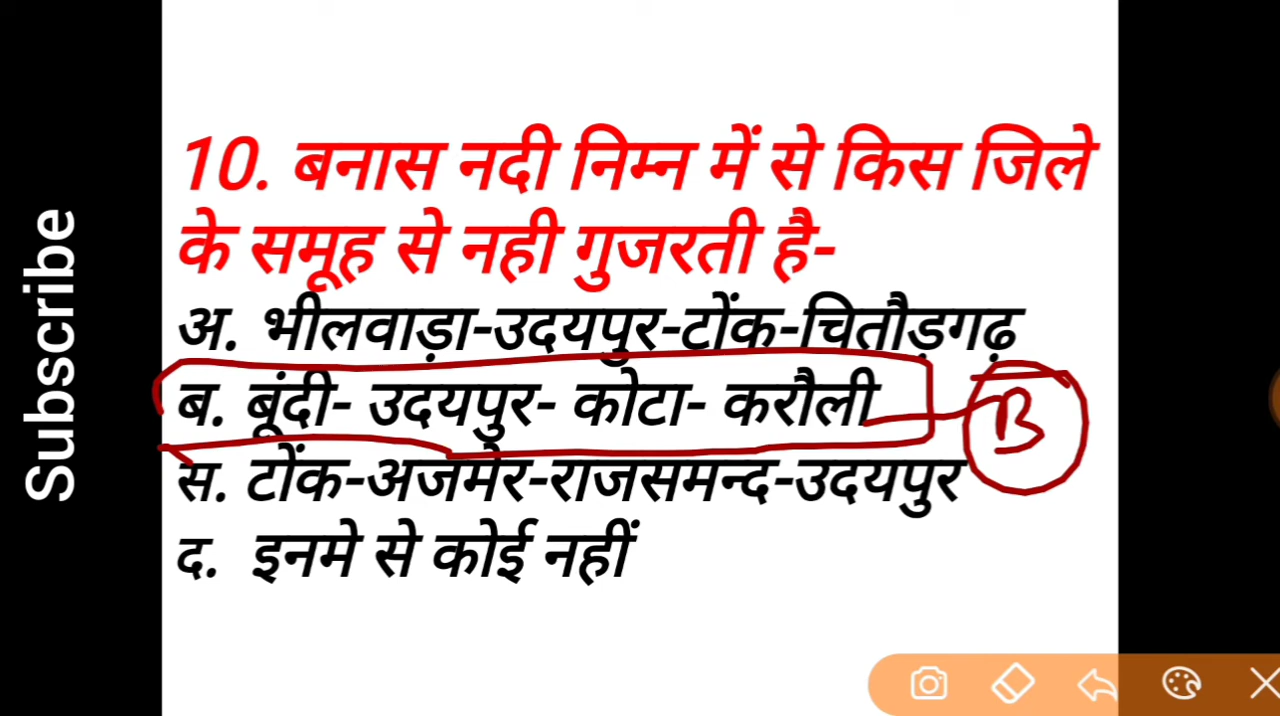 Subscribe
10. बनास नदी निम्न में से किस जिले
के समूह से नही गुजरती है-
अ. भीलवाड़ा-उदयपुर-टोंक-चितौड़गढ़
ब. बूंदी- उदयपुर- कोटा- करौली
B
स. टोंक-अजमेर-राजसमन्द-उदयपुर
द. इनमे से कोई नहीं